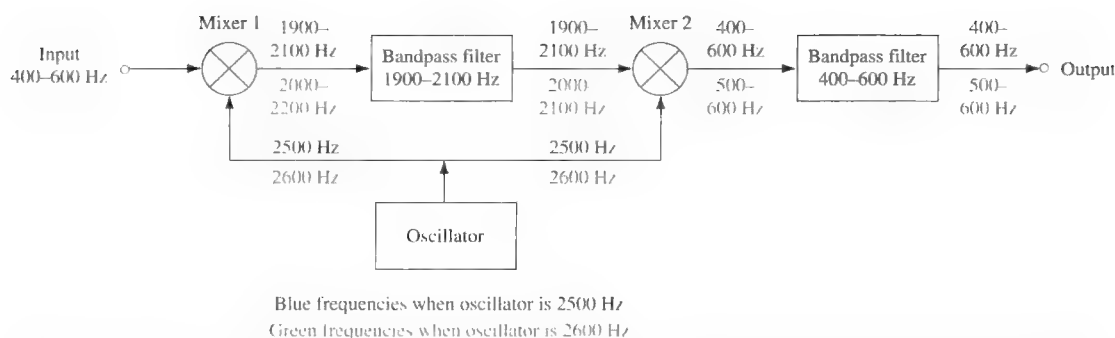 Mixer 1
1900–
2100 Hz
1900–
2100 Hz
Mixer 2
400–
600 Hz
400–
600 Hz
Input
400–600 Hz
Bandpass filter
1900–2100 Hz
Bandpass filter
400–600 Hz
Output
2000–
2200 Hz
2000–
2100 Hz
500–
600 Hz
500–
600 Hz
2500 Hz
2500 Hz
2600 Hz
2600 Hz
Oscillator
Blue frequencies when oscillator is 2500 Hz
Green frequencies when oscillator is 2600 Hz